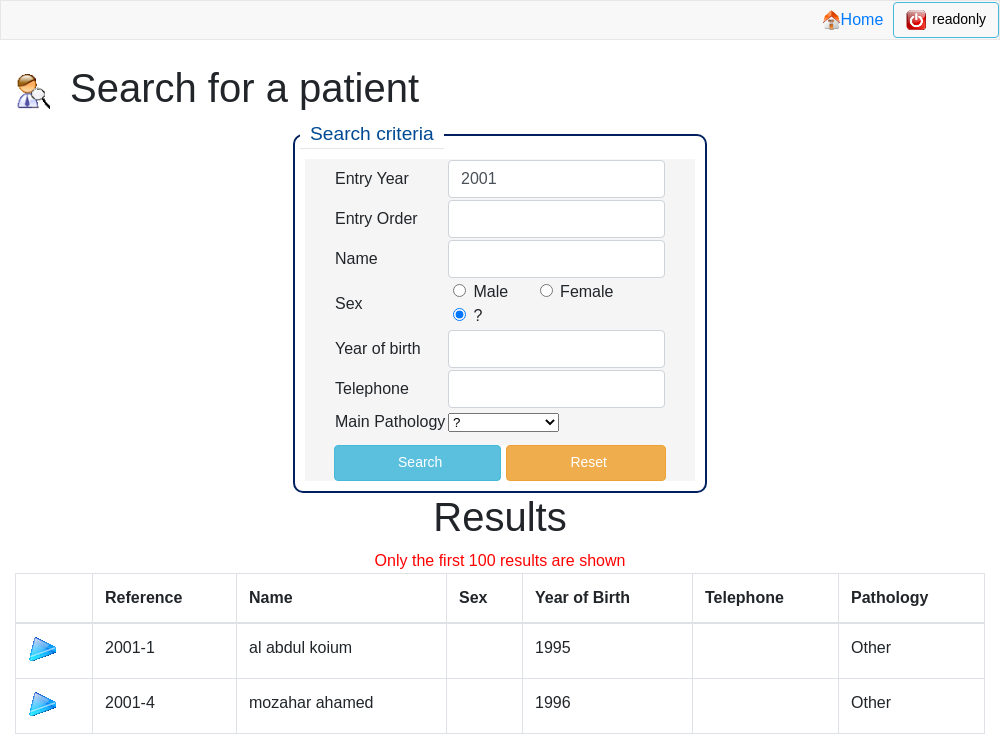 Home readonly
Search for a patient
Search criteria
Entry Year 2001
Entry Order
Name
Sex Male Female
?
Year of birth
Telephone
Main Pathology ?
Search Reset
Results
Only the first 100 results are shown
Reference Name Sex Year of Birth Telephone Pathology
2001-1 al abdul koium 1995 Other
2001-4 mozahar ahamed 1996 Other